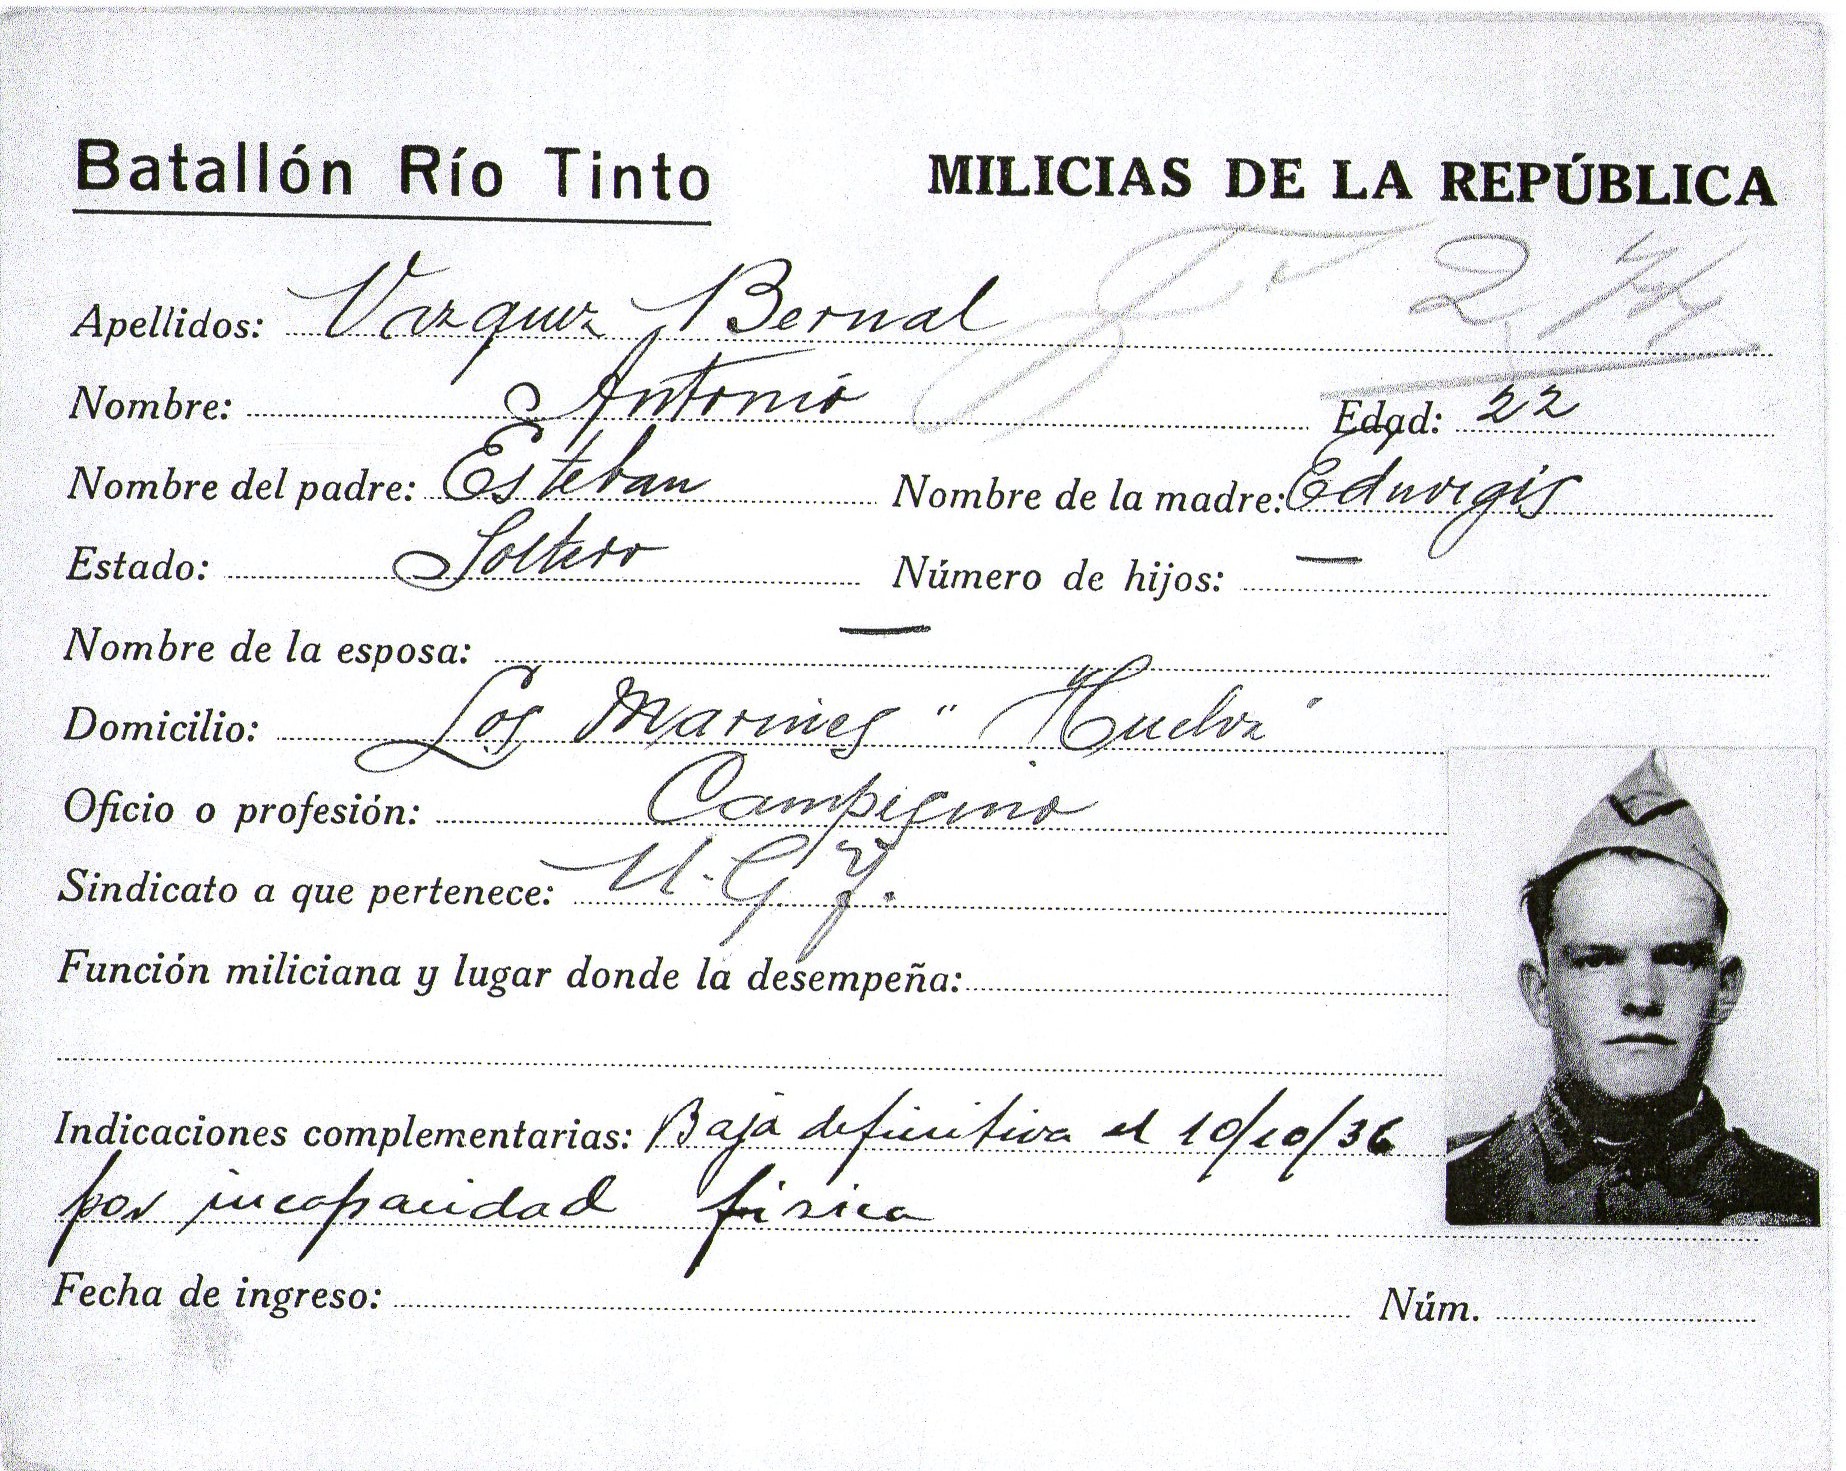 Batallón Río Tinto MILICIAS DE LA REPÚBLICA
Apellidos: Vazquez Bernal
Nombre: Antonio Edad: 22
Nombre del padre: Esteban Nombre de la madre: Eduvigis
Estado: Soltero Número de hijos: —
Nombre de la esposa: —
Domicilio: Los Marines "Huelva"
Oficio o profesión: Campesino
Sindicato a que pertenece: U.G.T.
Función miliciana y lugar donde la desempeña:
Indicaciones complementarias: Baja definitiva el 10/10/36
por incapacidad fisica
Fecha de ingreso: Núm.